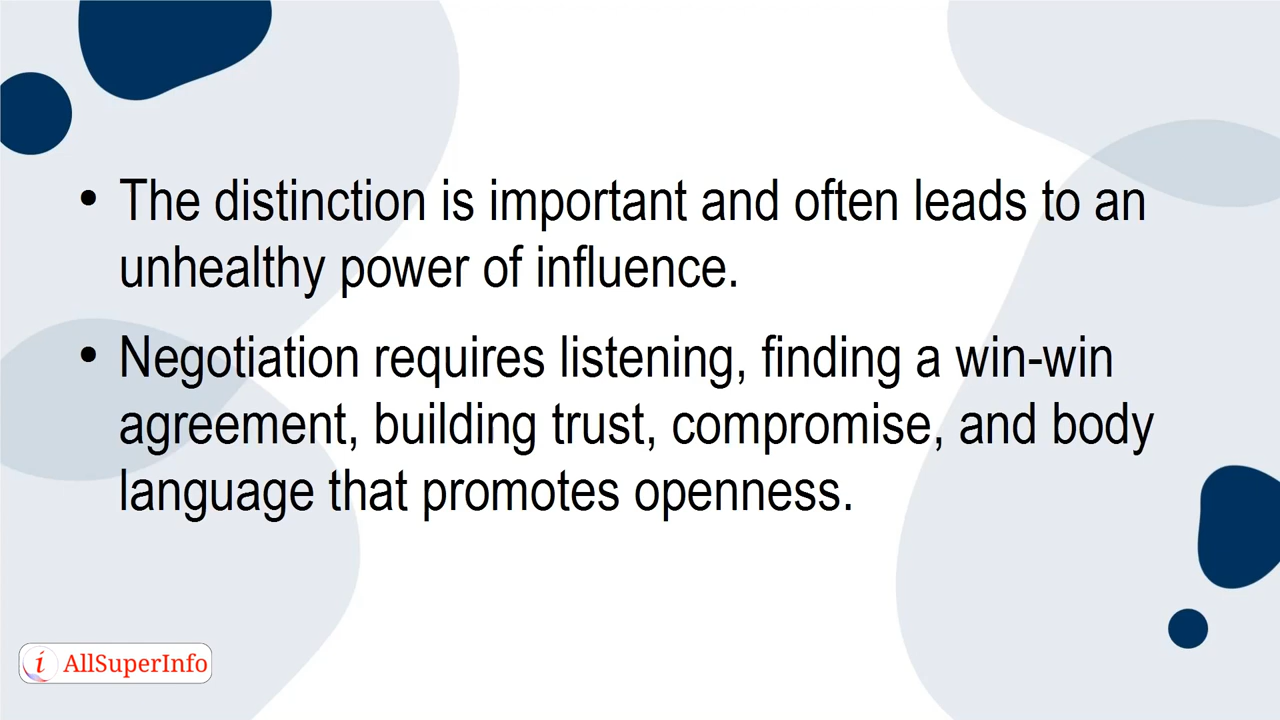 • The distinction is important and often leads to an
unhealthy power of influence.
• Negotiation requires listening, finding a win-win
agreement, building trust, compromise, and body
language that promotes openness.
i AllSuperInfo